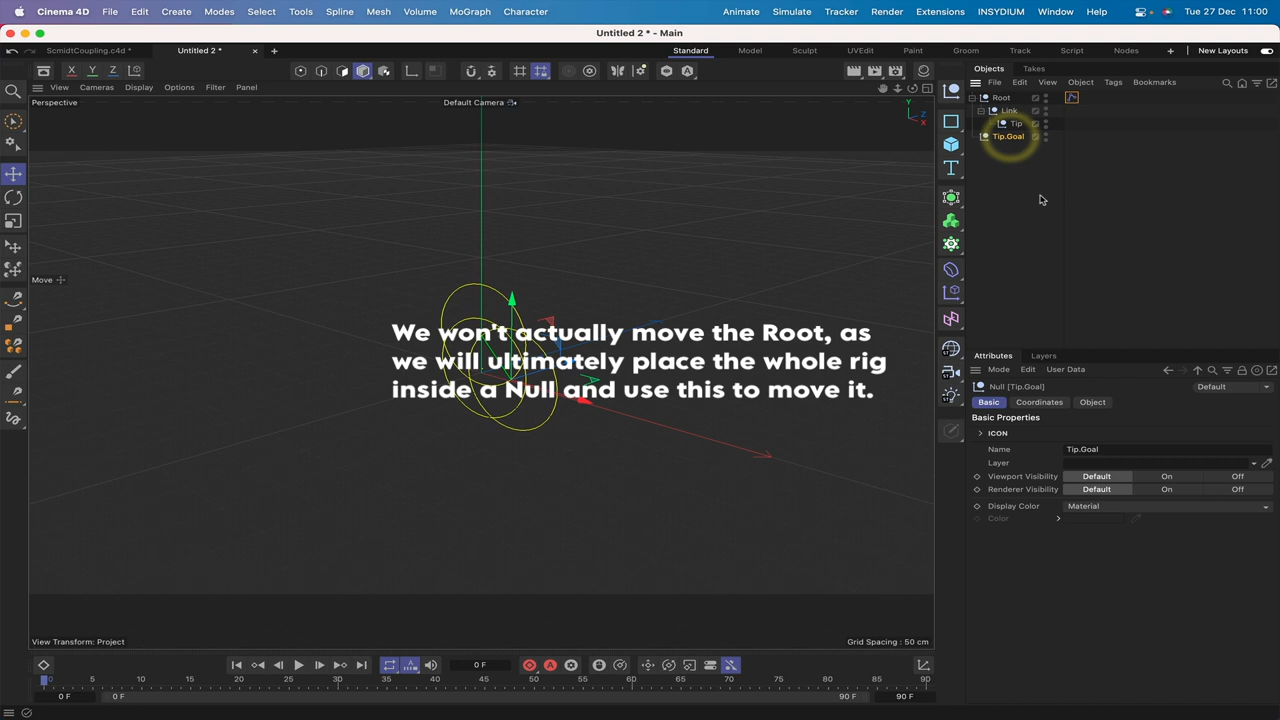 Cinema 4D File Edit Create Modes Select Tools Spline Mesh Volume MoGraph Character Animate Simulate Tracker Render Extensions INSYDIUM Window Help Tue 27 Dec 11:00
Untitled 2 * - Main
ScmidtCoupling.c4d * Untitled 2 * Standard Model Sculpt UVEdit Paint Groom Track Script Nodes New Layouts
X Y Z
Objects Takes
View Cameras Display Options Filter Panel
File Edit View Object Tags Bookmarks
Perspective Default Camera
Y
Z
X
Root
Link
Tip
Tip.Goal
Move
We won't actually move the Root, as
we will ultimately place the whole rig
inside a Null and use this to move it.
Attributes Layers
Mode Edit User Data
Null [Tip.Goal] Default
Basic Coordinates Object
Basic Properties
ICON
Name Tip.Goal
Layer
Viewport Visibility Default On Off
Renderer Visibility Default On Off
Display Color Material
Color
View Transform: Project Grid Spacing : 50 cm
0 F
0 5 10 15 20 25 30 35 40 45 50 55 60 65 70 75 80 85 90
0 F 0 F 90 F 90 F